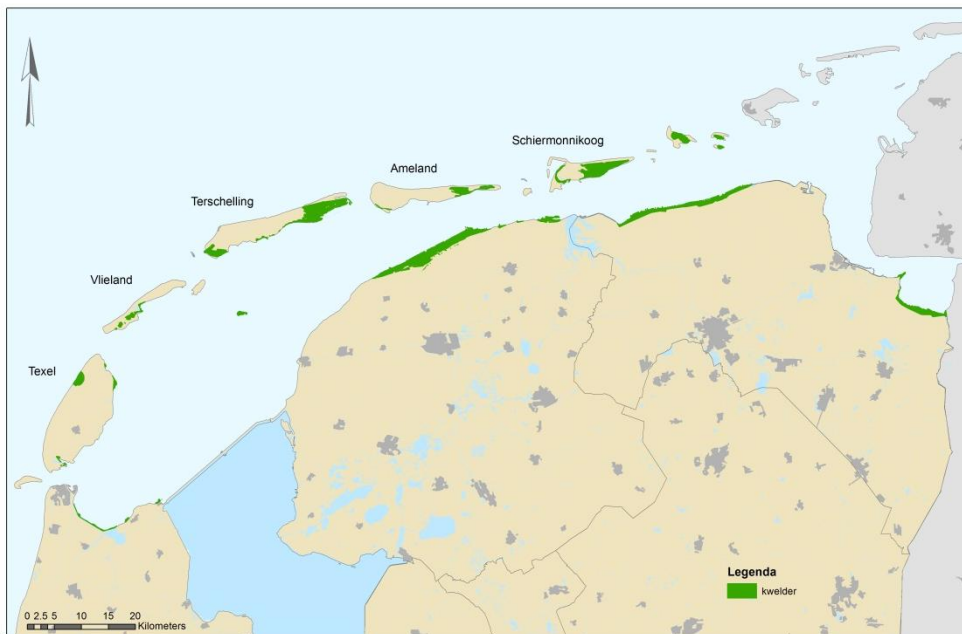 Schiermonnikoog
Ameland
Terschelling
Vlieland
Texel
Legenda
kwelder
0 2.5 5 10 15 20
Kilometers